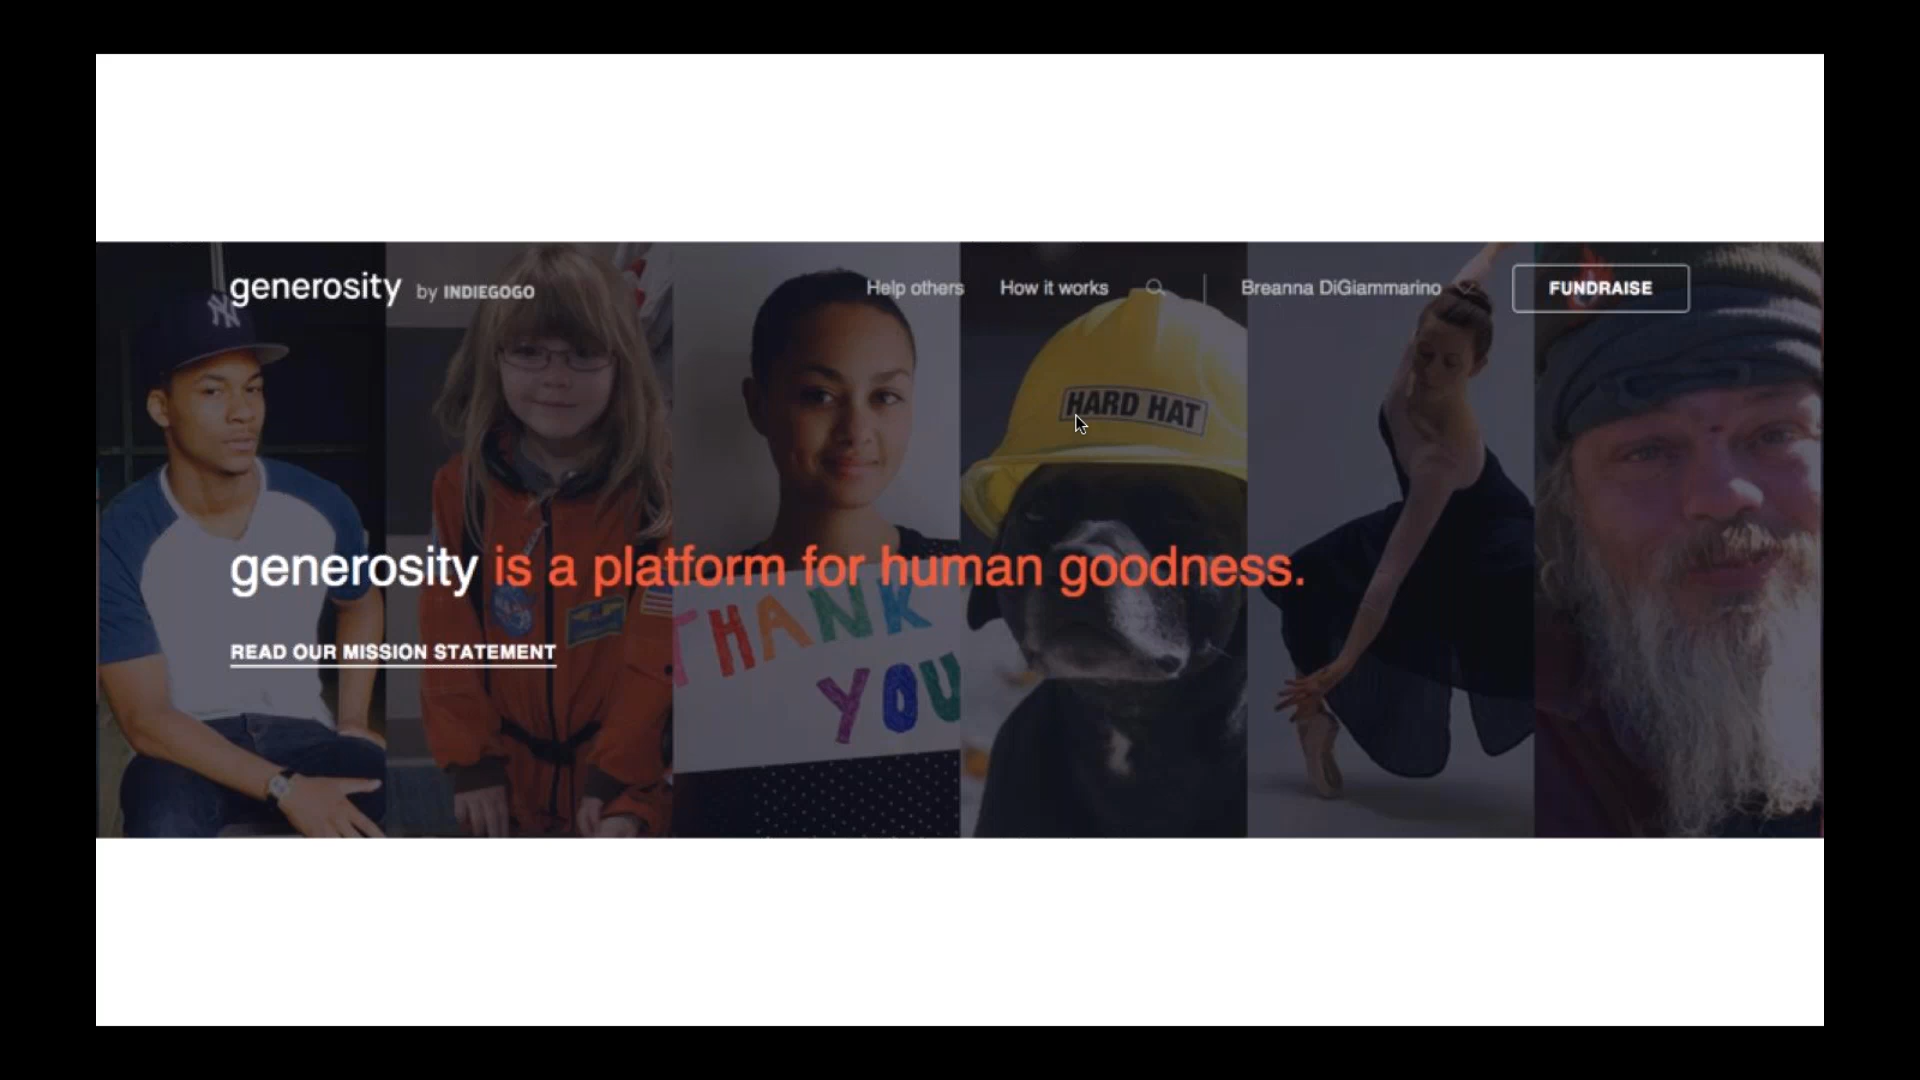 generosity by INDIEGOGO Help others How it works Breanna DiGiammarino FUNDRAISE
HARD HAT
generosity is a platform for human goodness.
THANK
YOU
READ OUR MISSION STATEMENT